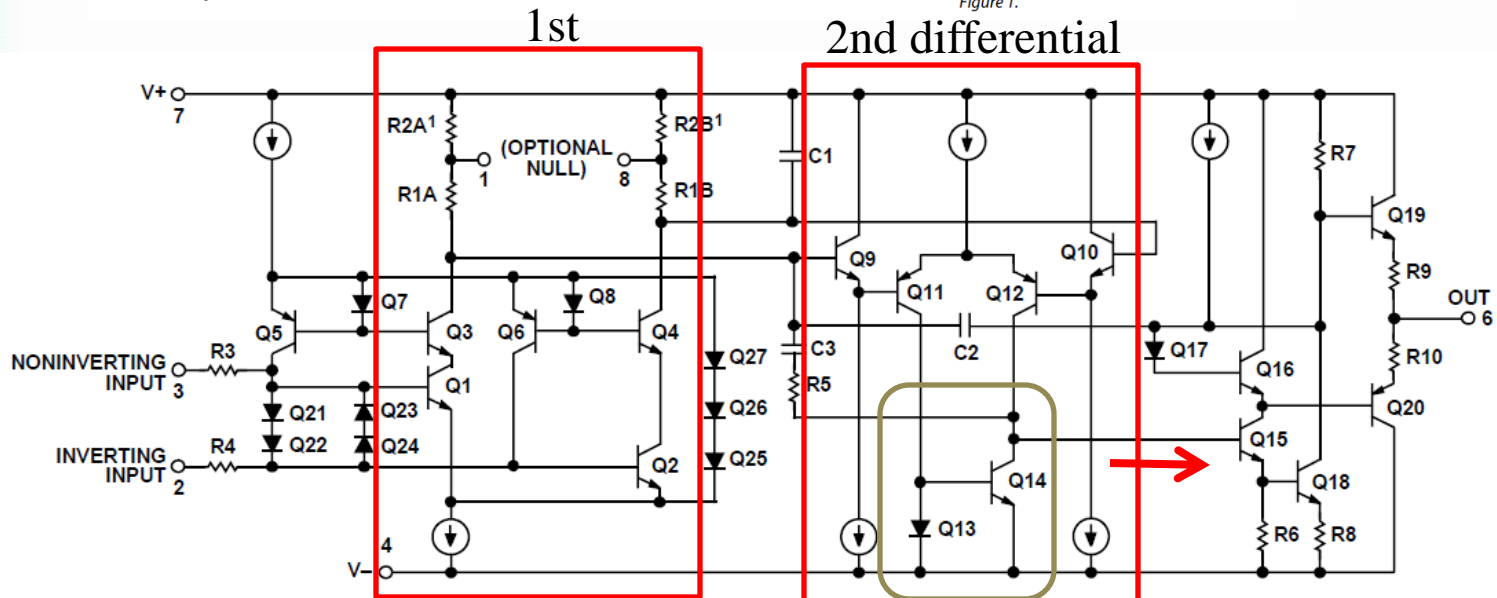 Figure 1.
1st
2nd differential
V+
7
R2A¹
R2B¹
(OPTIONAL
NULL)
1
8
R1A
R1B
C1
R7
Q19
Q9
Q10
Q11
Q12
R9
OUT
6
Q7
Q8
Q5
Q3
Q6
Q4
C2
C3
R5
Q17
Q16
R10
Q20
NONINVERTING
INPUT
3
R3
Q1
Q27
Q21
Q23
Q26
Q15
Q22
Q24
INVERTING
INPUT
2
R4
Q2
Q25
Q14
Q18
Q13
R6
R8
4
V–